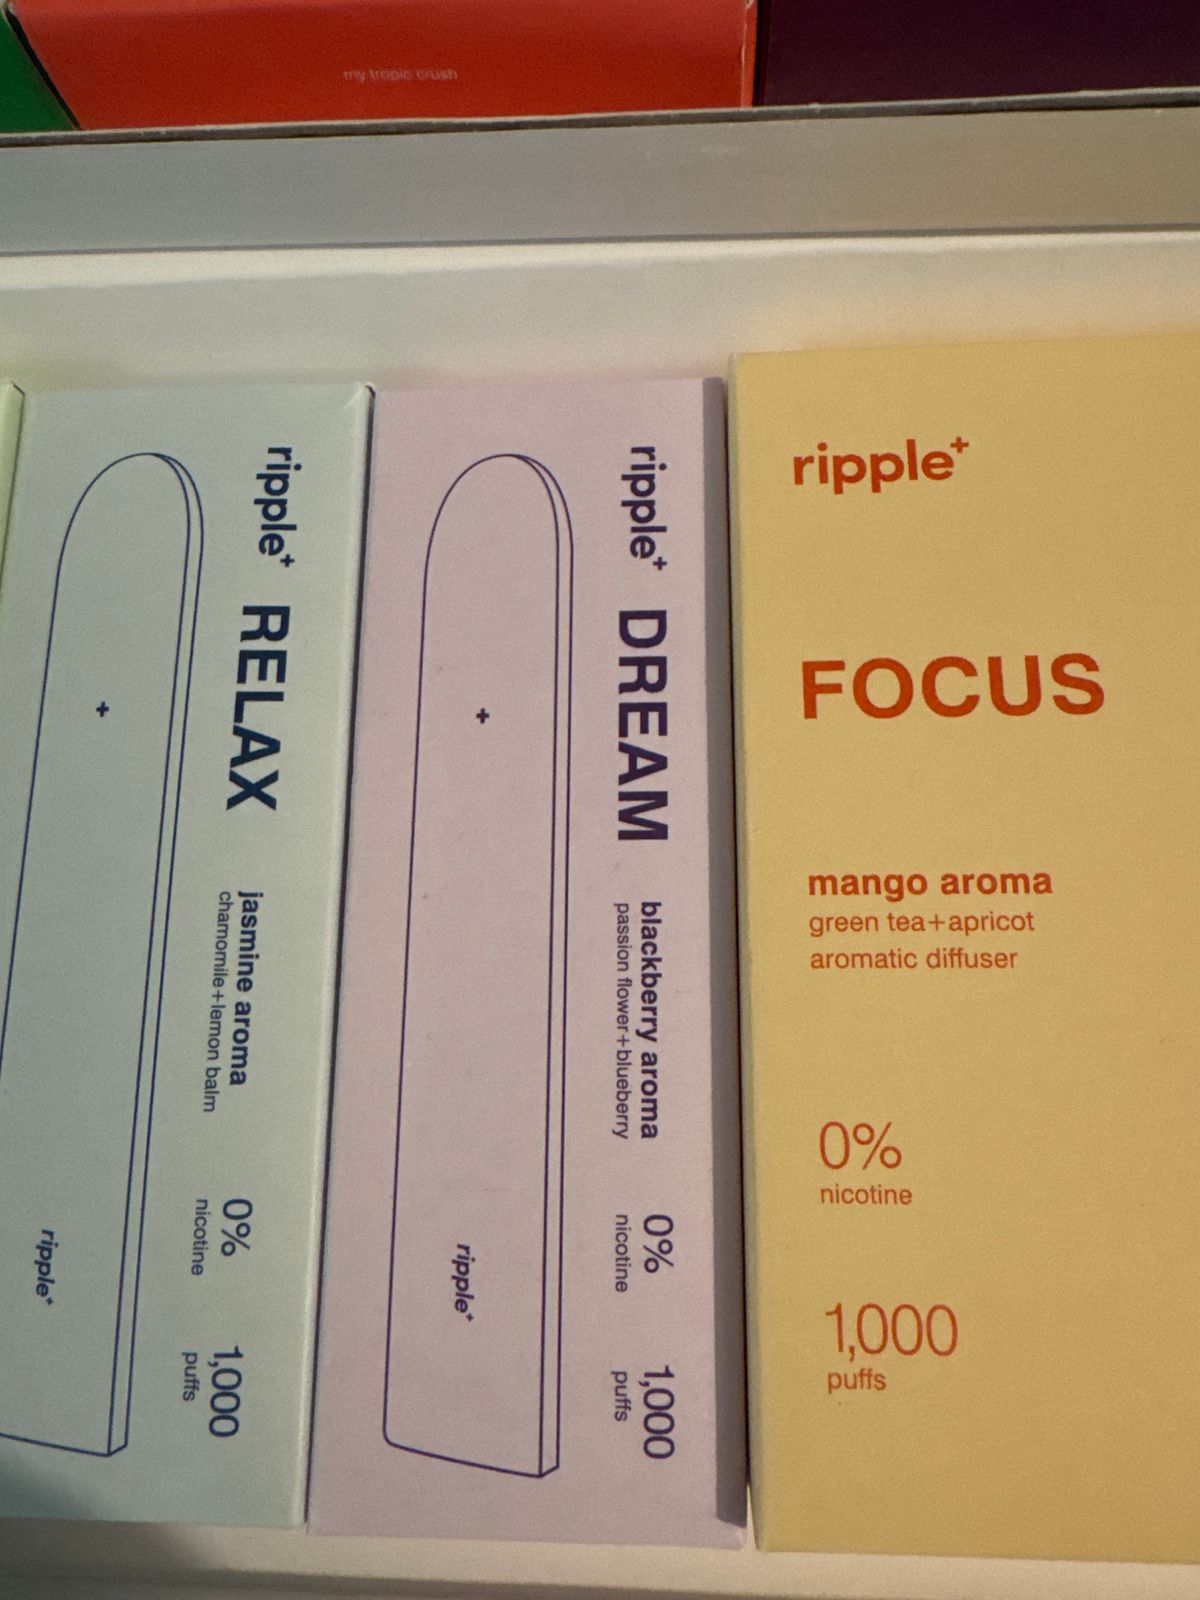 my tropic crush
ripple+ RELAX
jasmine aroma
chamomile+lemon balm
0%
nicotine
1,000
puffs
+
ripple+
ripple+ DREAM
blackberry aroma
passion flower+blueberry
0%
nicotine
1,000
puffs
+
ripple+
ripple+
FOCUS
mango aroma
green tea+apricot
aromatic diffuser
0%
nicotine
1,000
puffs